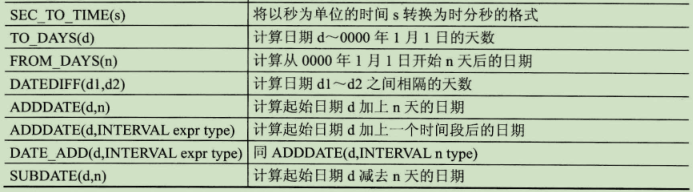 SEC_TO_TIME(s) 将以秒为单位的时间 s 转换为时分秒的格式
TO_DAYS(d) 计算日期 d～0000 年 1 月 1 日的天数
FROM_DAYS(n) 计算从 0000 年 1 月 1 日开始 n 天后的日期
DATEDIFF(d1,d2) 计算日期 d1～d2 之间相隔的天数
ADDDATE(d,n) 计算起始日期 d 加上 n 天的日期
ADDDATE(d,INTERVAL expr type) 计算起始日期 d 加上一个时间段后的日期
DATE_ADD(d,INTERVAL expr type) 同 ADDDATE(d,INTERVAL n type)
SUBDATE(d,n) 计算起始日期 d 减去 n 天的日期